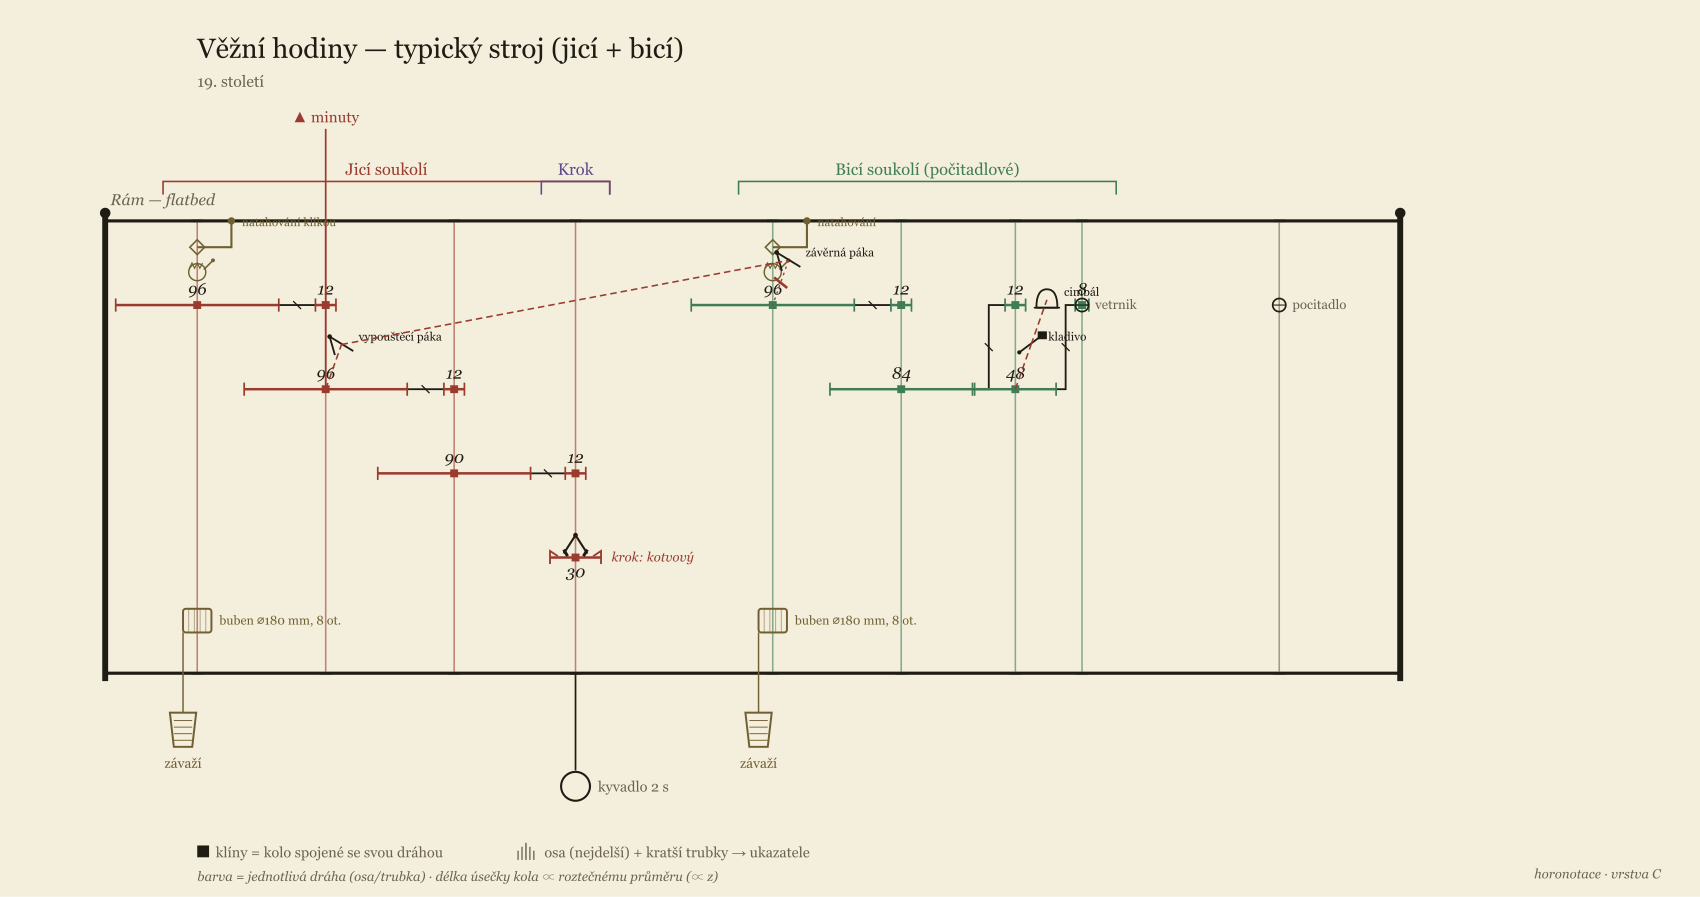 Věžní hodiny — typický stroj (jicí + bicí)
19. století
▲ minuty
Jicí soukolí
Krok
Bicí soukolí (počitadlové)
Rám — flatbed
natahování klikou
natahování
závěrná páka
96
12
96
12
12
8
cimbál
vetrnik
pocitadlo
vypouštěcí páka
kladivo
96
12
84
48
90
12
krok: kotvový
30
buben ⌀180 mm, 8 ot.
buben ⌀180 mm, 8 ot.
závaží
závaží
kyvadlo 2 s
klíny = kolo spojené se svou dráhou
osa (nejdelší) + kratší trubky → ukazatele
barva = jednotlivá dráha (osa/trubka) · délka úsečky kola ∝ roztečnému průměru (∝ z)
horonotace · vrstva C